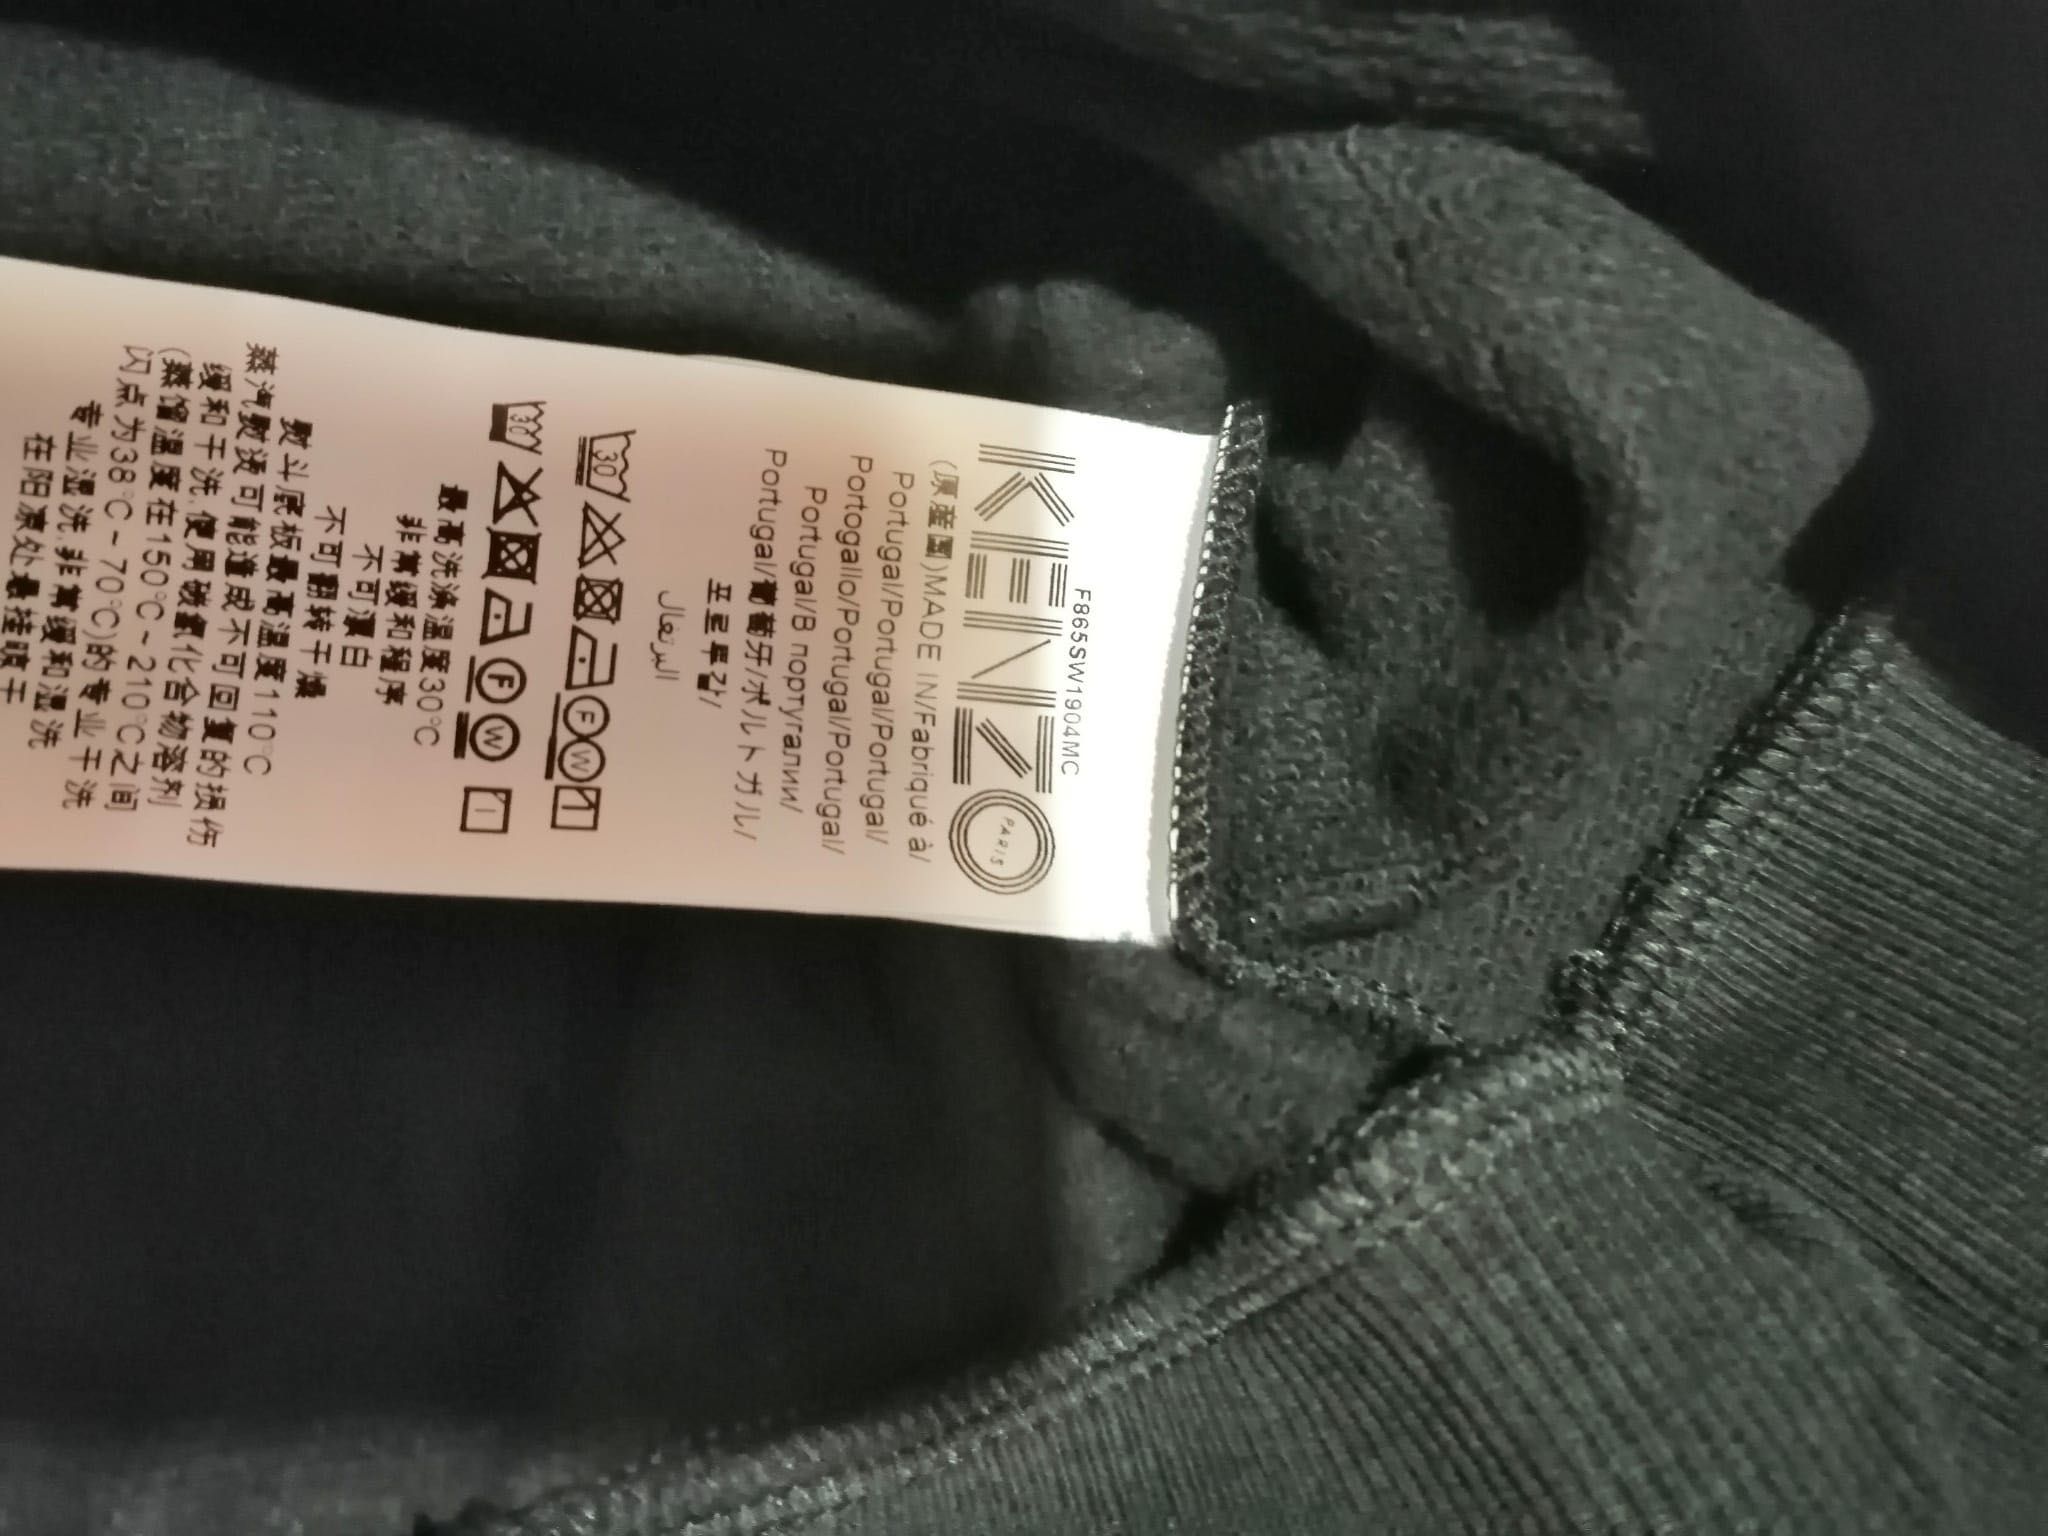 F865SW1904MC
KENZO
PARIS
(原産国)MADE IN/Fabriqué à/
Portugal/Portugal/Portugal/
Portogallo/Portugal/Portugal/
Portugal/В португалии/
Portugal/葡萄牙/ポルトガル/
포르투갈/
البرتغال
30 F W
30 F W
最高洗涤温度30°C
非常缓和程序
不可漂白
不可翻转干燥
熨斗底板最高温度110°C
蒸汽熨烫可能造成不可回复的损伤
缓和干洗,使用碳氢化合物溶剂
(蒸馏温度在150°C~210°C之间
闪点为38°C~70°C)的专业干洗
专业湿洗,非常缓和湿洗
在阴凉处悬挂晾干